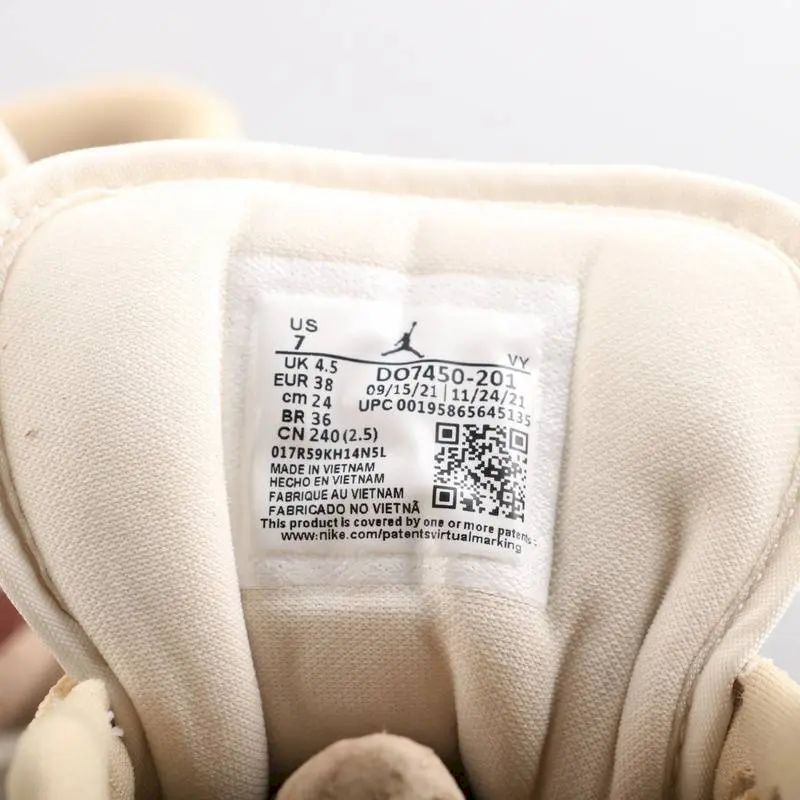 US
7
VY
UK 4.5
EUR 38
cm 24
BR 36
CN 240 (2.5)
DO7450-201
09/15/21 | 11/24/21
UPC 00195865645135
017R59KH14N5L
MADE IN VIETNAM
HECHO EN VIETNAM
FABRIQUE AU VIETNAM
FABRICADO NO VIETNÃ
This product is covered by one or more patents:
www.nike.com/patentsvirtualmarking